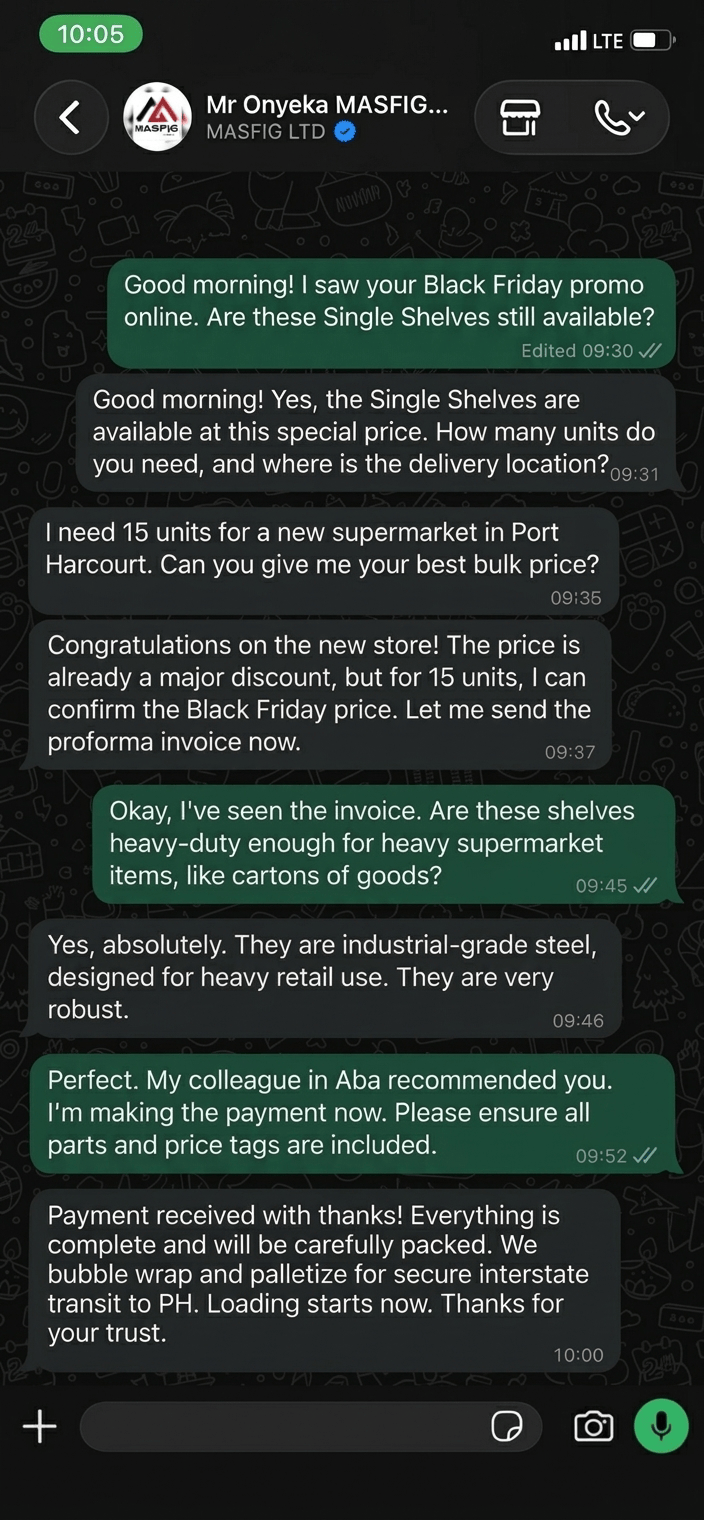 10:05
LTE
Mr Onyeka MASFIG...
MASFIG LTD
MASFIG
Good morning! I saw your Black Friday promo
online. Are these Single Shelves still available?
Edited 09:30
Good morning! Yes, the Single Shelves are
available at this special price. How many units do
you need, and where is the delivery location?
09:31
I need 15 units for a new supermarket in Port
Harcourt. Can you give me your best bulk price?
09:35
Congratulations on the new store! The price is
already a major discount, but for 15 units, I can
confirm the Black Friday price. Let me send the
proforma invoice now.
09:37
Okay, I've seen the invoice. Are these shelves
heavy-duty enough for heavy supermarket
items, like cartons of goods?
09:45
Yes, absolutely. They are industrial-grade steel,
designed for heavy retail use. They are very
robust.
09:46
Perfect. My colleague in Aba recommended you.
I'm making the payment now. Please ensure all
parts and price tags are included.
09:52
Payment received with thanks! Everything is
complete and will be carefully packed. We
bubble wrap and palletize for secure interstate
transit to PH. Loading starts now. Thanks for
your trust.
10:00